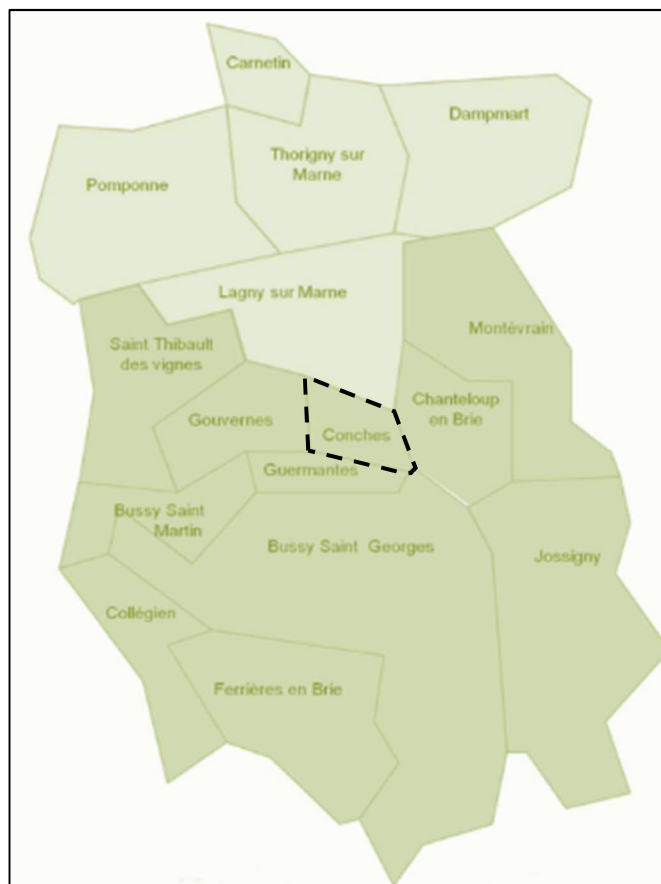 Carnetin
Dampmart
Thorigny sur
Marne
Pomponne
Lagny sur Marne
Montévrain
Saint Thibault
des vignes
Chanteloup
en Brie
Gouvernes
Conches
Guermantes
Bussy Saint
Martin
Bussy Saint Georges
Jossigny
Collégien
Ferrières en Brie